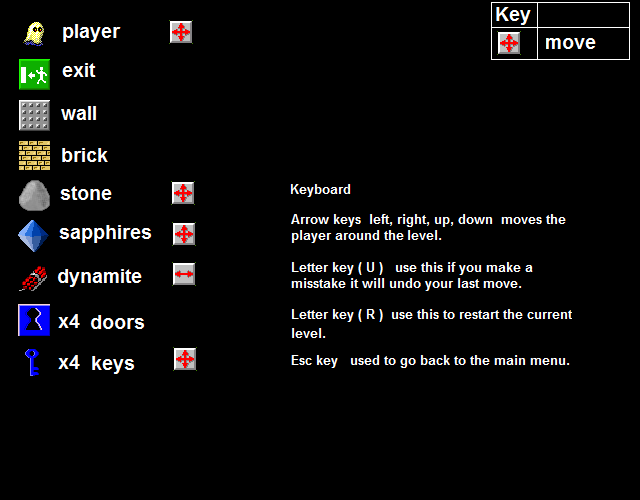 player
exit
wall
brick
stone
sapphires
dynamite
x4 doors
x4 keys
Key
move
Keyboard
Arrow keys left, right, up, down moves the
player around the level.
Letter key ( U ) use this if you make a
misstake it will undo your last move.
Letter key ( R ) use this to restart the current
level.
Esc key used to go back to the main menu.